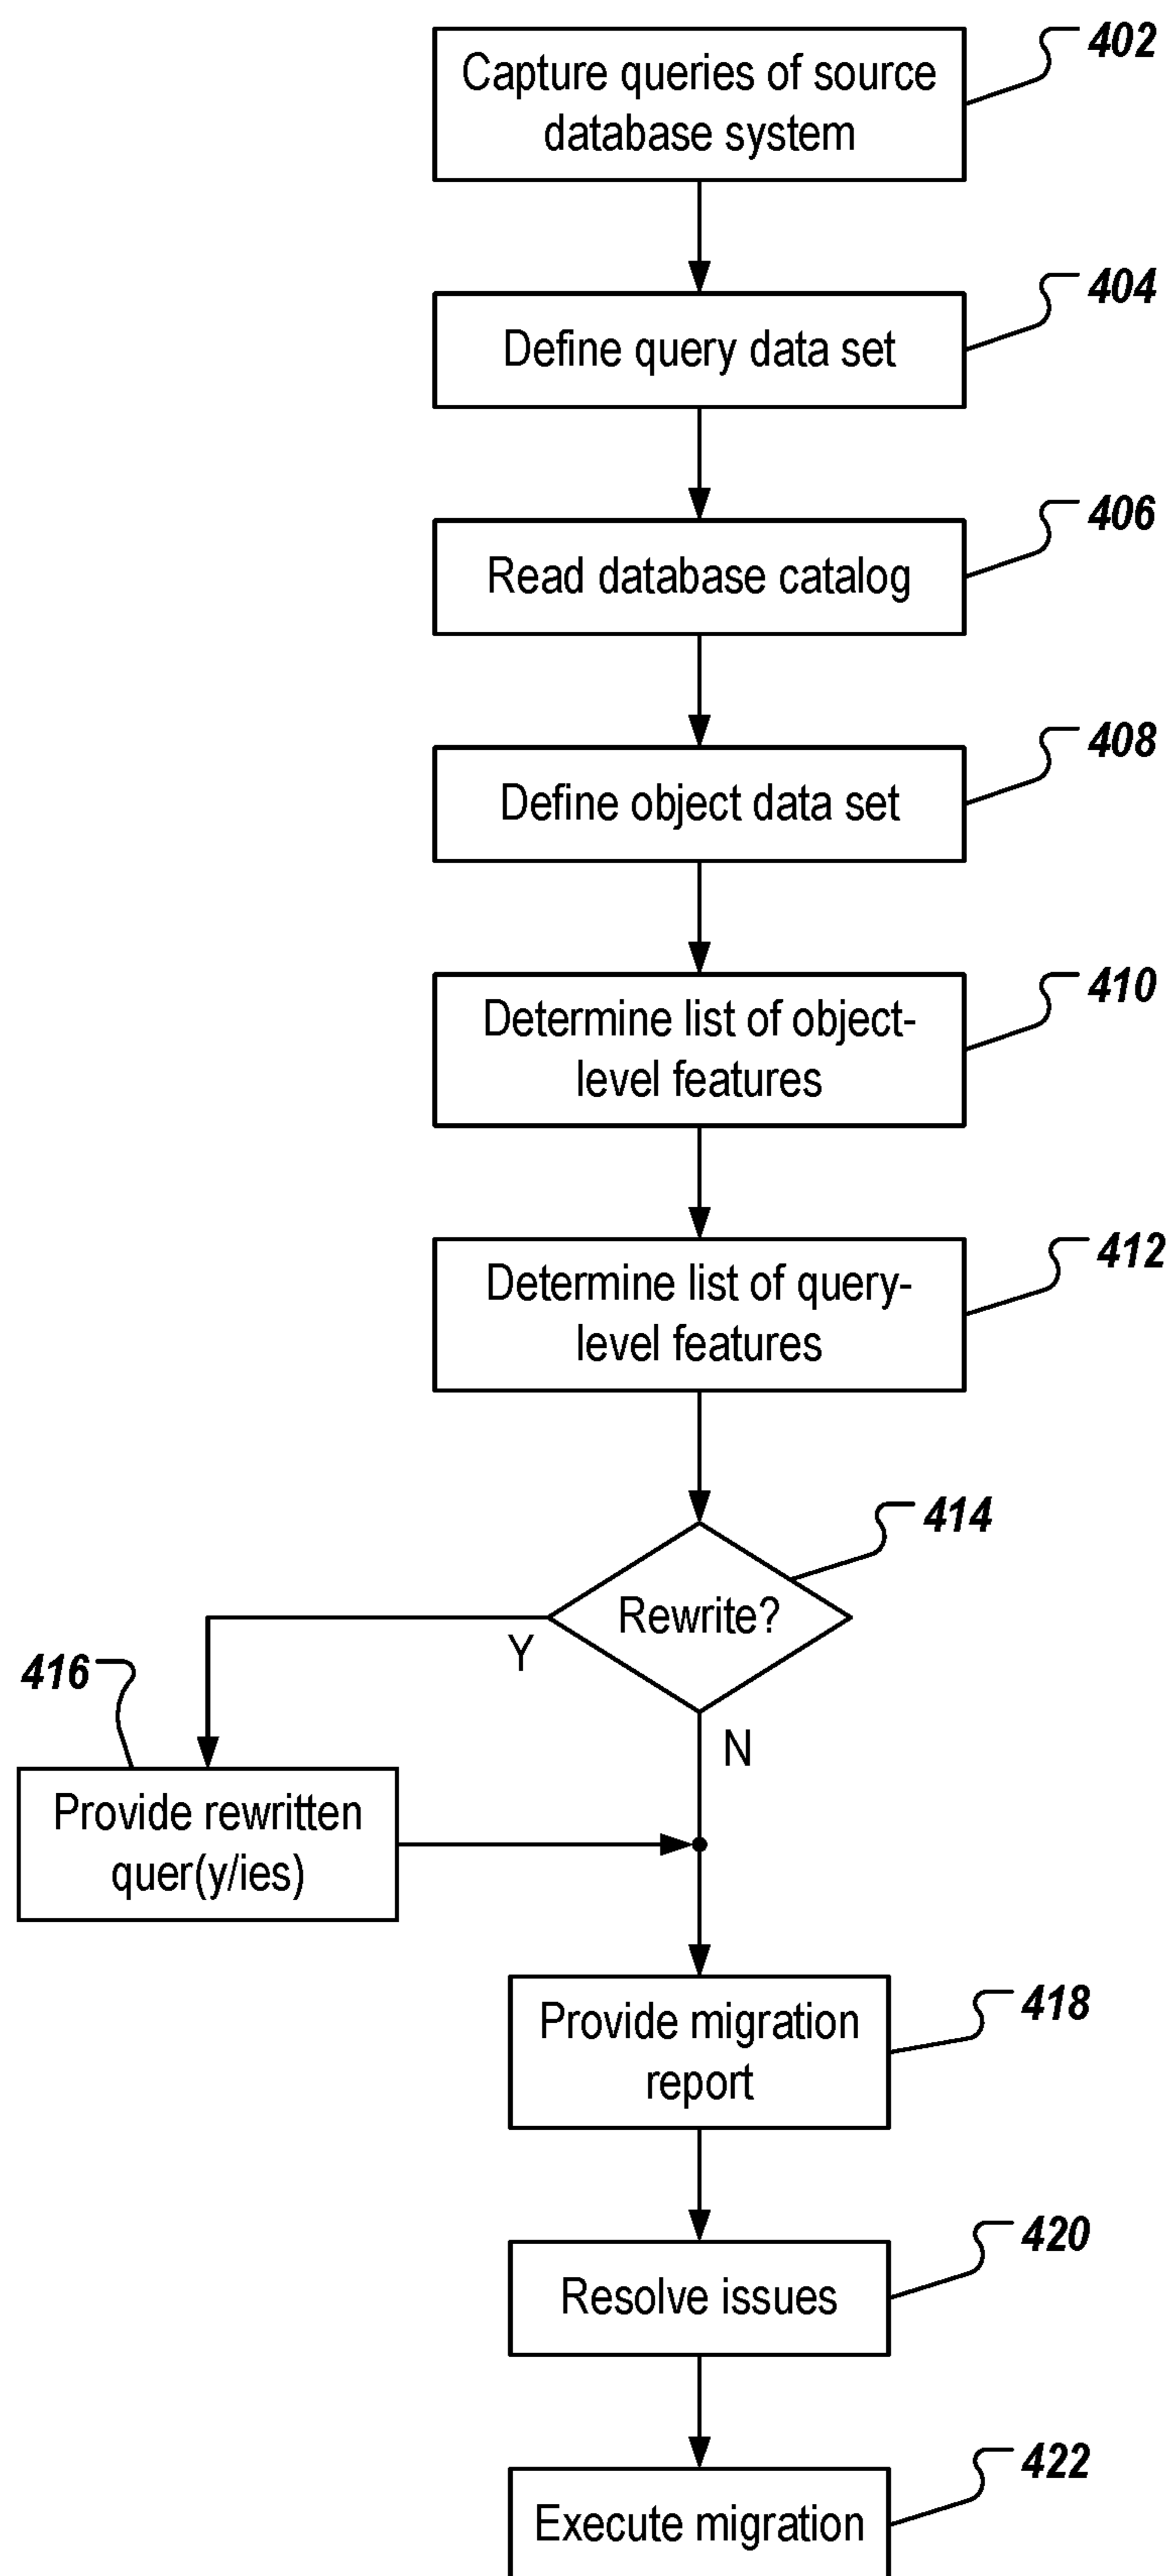 402
Capture queries of source
database system
404
Define query data set
406
Read database catalog
408
Define object data set
410
Determine list of object-
level features
412
Determine list of query-
level features
414
Rewrite?
Y
N
416
Provide rewritten
quer(y/ies)
418
Provide migration
report
420
Resolve issues
422
Execute migration